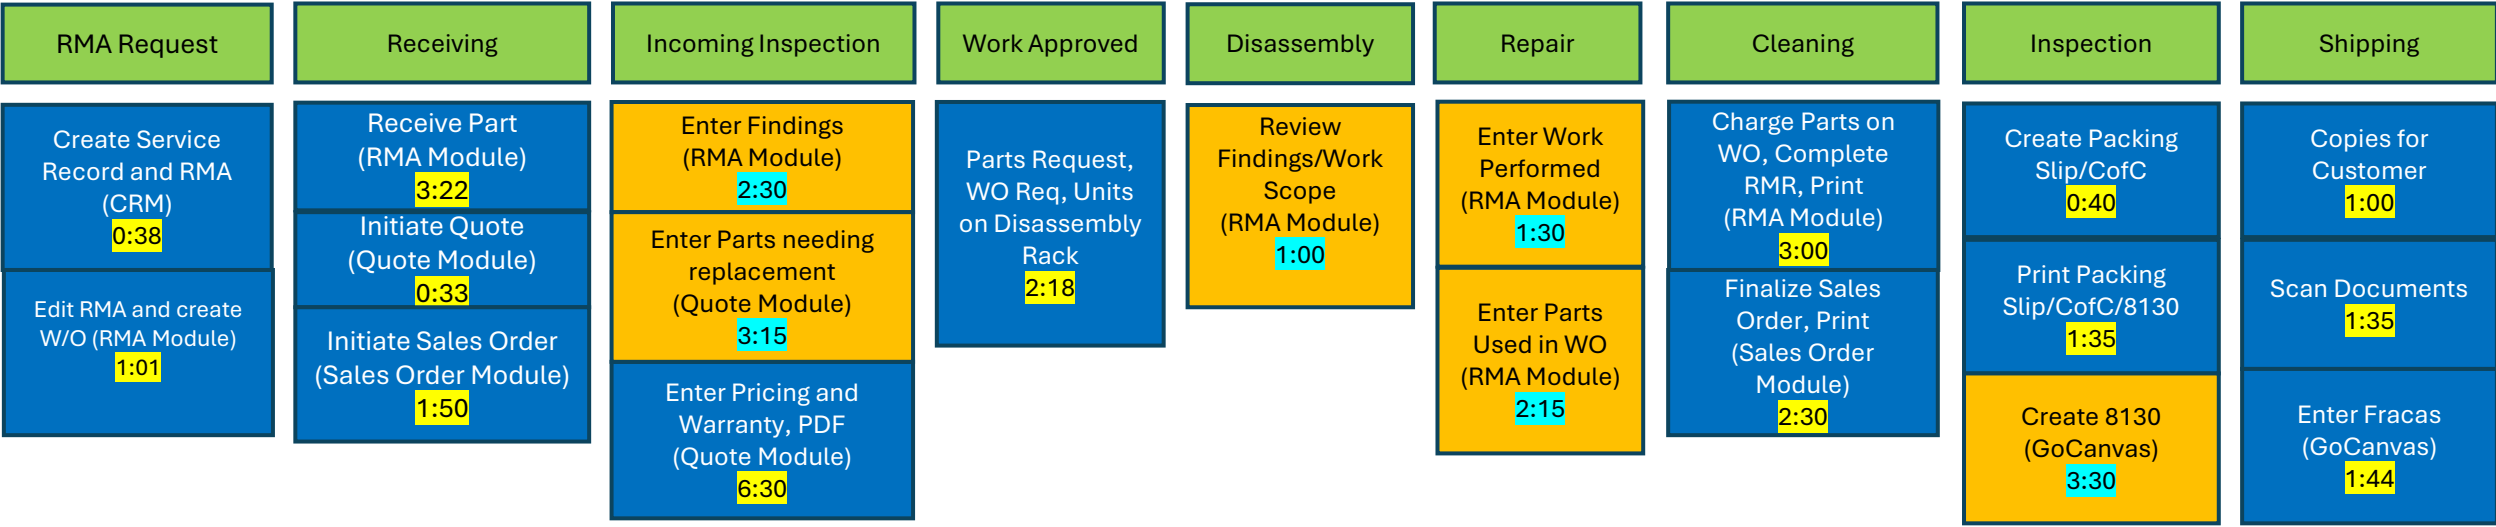 RMA Request
Receiving
Incoming Inspection
Work Approved
Disassembly
Repair
Cleaning
Inspection
Shipping
Create Service
Record and RMA
(CRM)
0:38
Edit RMA and create
W/O (RMA Module)
1:01
Receive Part
(RMA Module)
3:22
Initiate Quote
(Quote Module)
0:33
Initiate Sales Order
(Sales Order Module)
1:50
Enter Findings
(RMA Module)
2:30
Enter Parts needing
replacement
(Quote Module)
3:15
Enter Pricing and
Warranty, PDF
(Quote Module)
6:30
Parts Request,
WO Req, Units
on Disassembly
Rack
2:18
Review
Findings/Work
Scope
(RMA Module)
1:00
Enter Work
Performed
(RMA Module)
1:30
Enter Parts
Used in WO
(RMA Module)
2:15
Charge Parts on
WO, Complete
RMR, Print
(RMA Module)
3:00
Finalize Sales
Order, Print
(Sales Order
Module)
2:30
Create Packing
Slip/CofC
0:40
Print Packing
Slip/CofC/8130
1:35
Create 8130
(GoCanvas)
3:30
Copies for
Customer
1:00
Scan Documents
1:35
Enter Fracas
(GoCanvas)
1:44